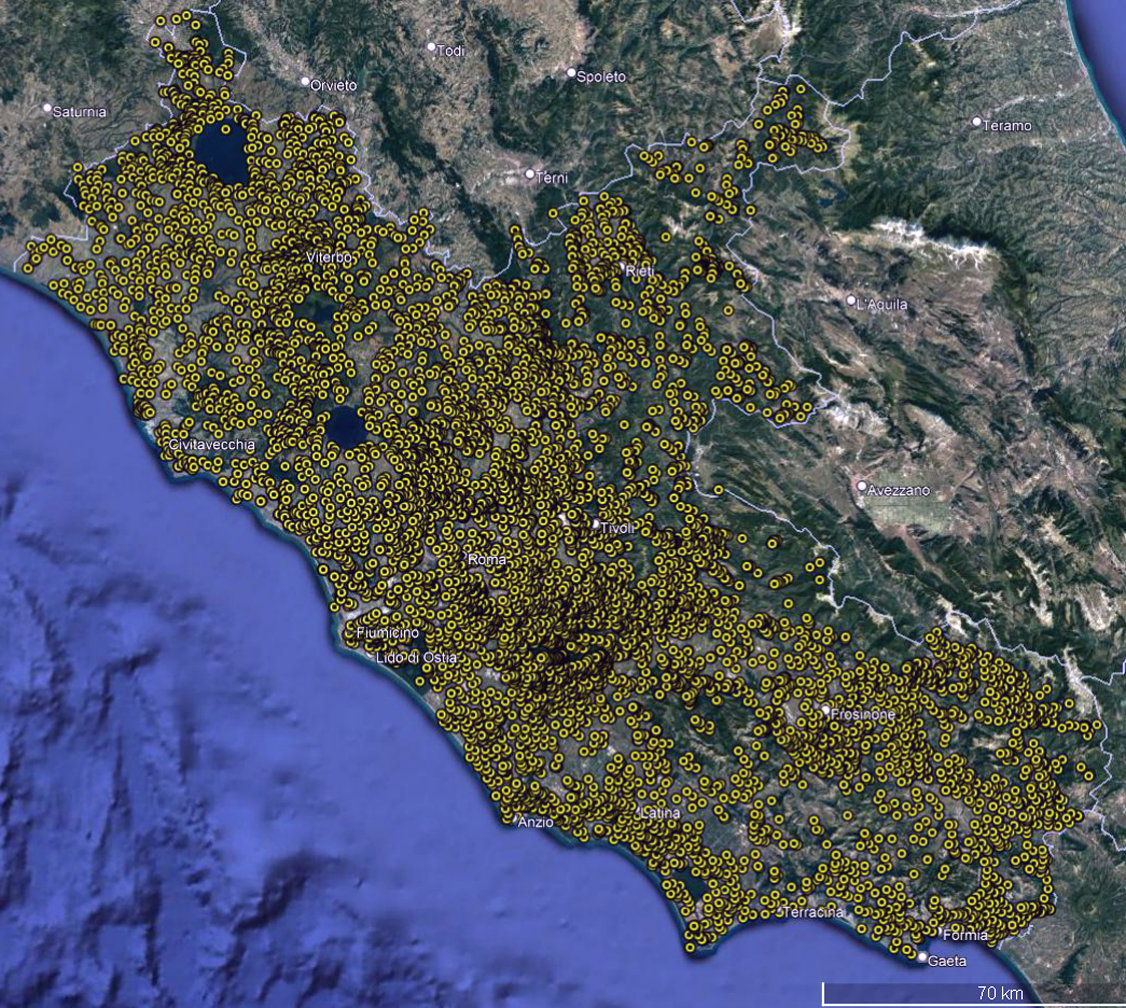 Todi
Spoleto
Orvieto
Saturnia
Teramo
Terni
Viterbo
Rieti
L'Aquila
Civitavecchia
Avezzano
Tivoli
Roma
Fiumicino
Lido di Ostia
Frosinone
Latina
Anzio
Terracina
Formia
Gaeta
70 km